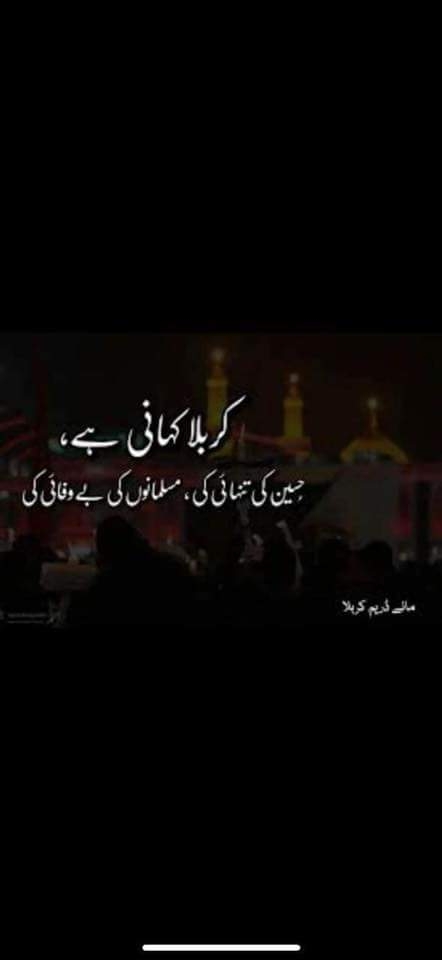 کربلا کہانی ہے،
حسین کی تنہائی کی، مسلمانوں کی بے وفائی کی
مائے ڈریم کربلا